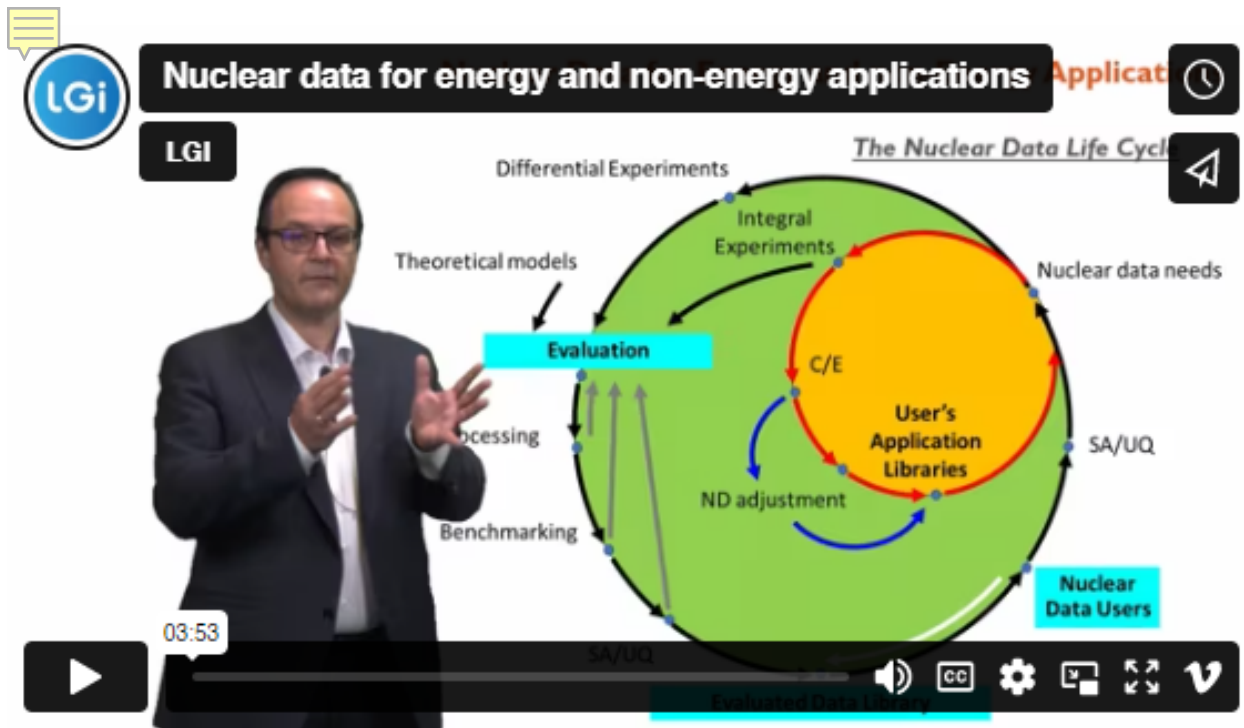 LGi
Nuclear data for energy and non-energy applications
Applicati
LGI
The Nuclear Data Life Cycle
Differential Experiments
Integral
Experiments
Theoretical models
Nuclear data needs
Evaluation
C/E
User's
Application
Libraries
ocessing
SA/UQ
ND adjustment
Benchmarking
Nuclear
Data Users
03:53
SA/UQ
CC
Evaluated Data Library